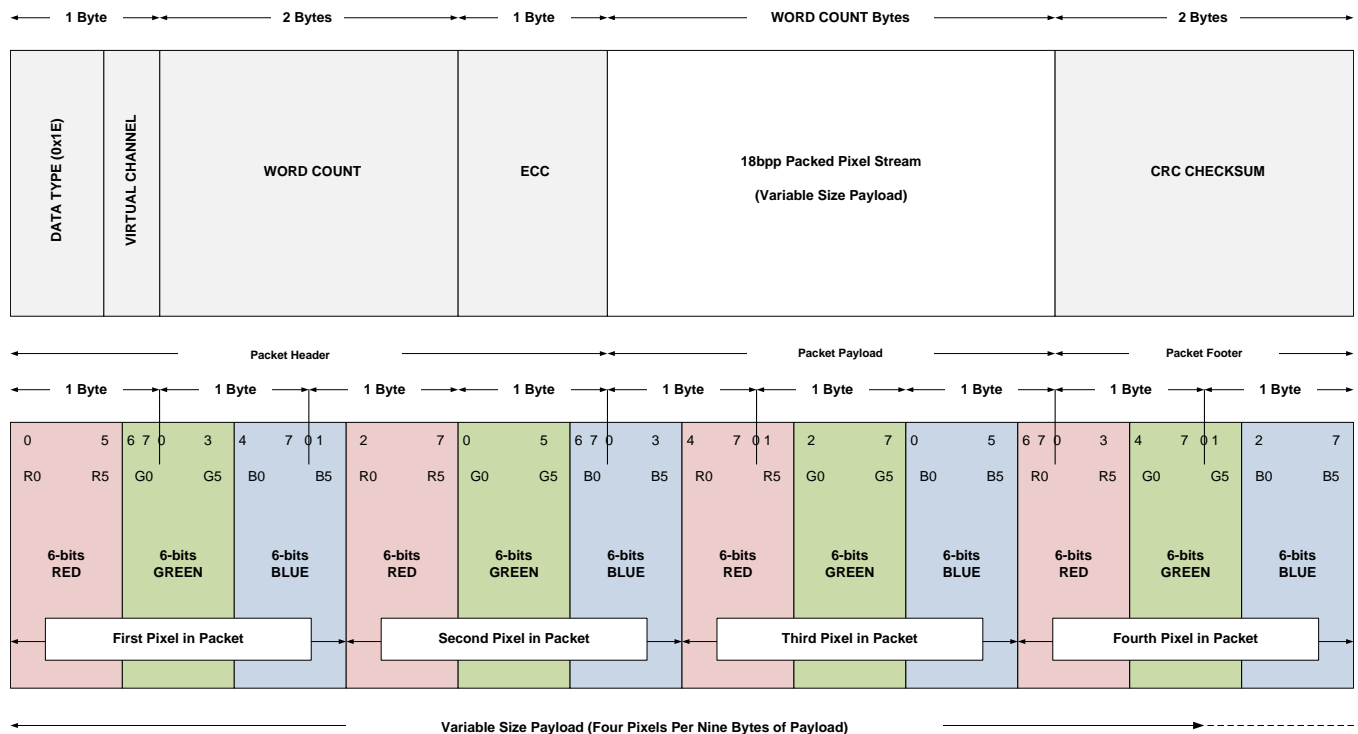 1 Byte 2 Bytes 1 Byte WORD COUNT Bytes 2 Bytes
DATA TYPE (0x1E)
VIRTUAL CHANNEL
WORD COUNT
ECC
18bpp Packed Pixel Stream
(Variable Size Payload)
CRC CHECKSUM
Packet Header Packet Payload Packet Footer
1 Byte 1 Byte 1 Byte 1 Byte 1 Byte 1 Byte 1 Byte 1 Byte 1 Byte
0 5 6 7 0 3 4 7 0 1 2 7 0 5 6 7 0 3 4 7 0 1 2 7 0 5 6 7 0 3 4 7 0 1 2 7
R0 R5 G0 G5 B0 B5 R0 R5 G0 G5 B0 B5 R0 R5 G0 G5 B0 B5 R0 R5 G0 G5 B0 B5
6-bits 6-bits 6-bits 6-bits 6-bits 6-bits 6-bits 6-bits 6-bits 6-bits 6-bits 6-bits
RED GREEN BLUE RED GREEN BLUE RED GREEN BLUE RED GREEN BLUE
First Pixel in Packet Second Pixel in Packet Third Pixel in Packet Fourth Pixel in Packet
Variable Size Payload (Four Pixels Per Nine Bytes of Payload)